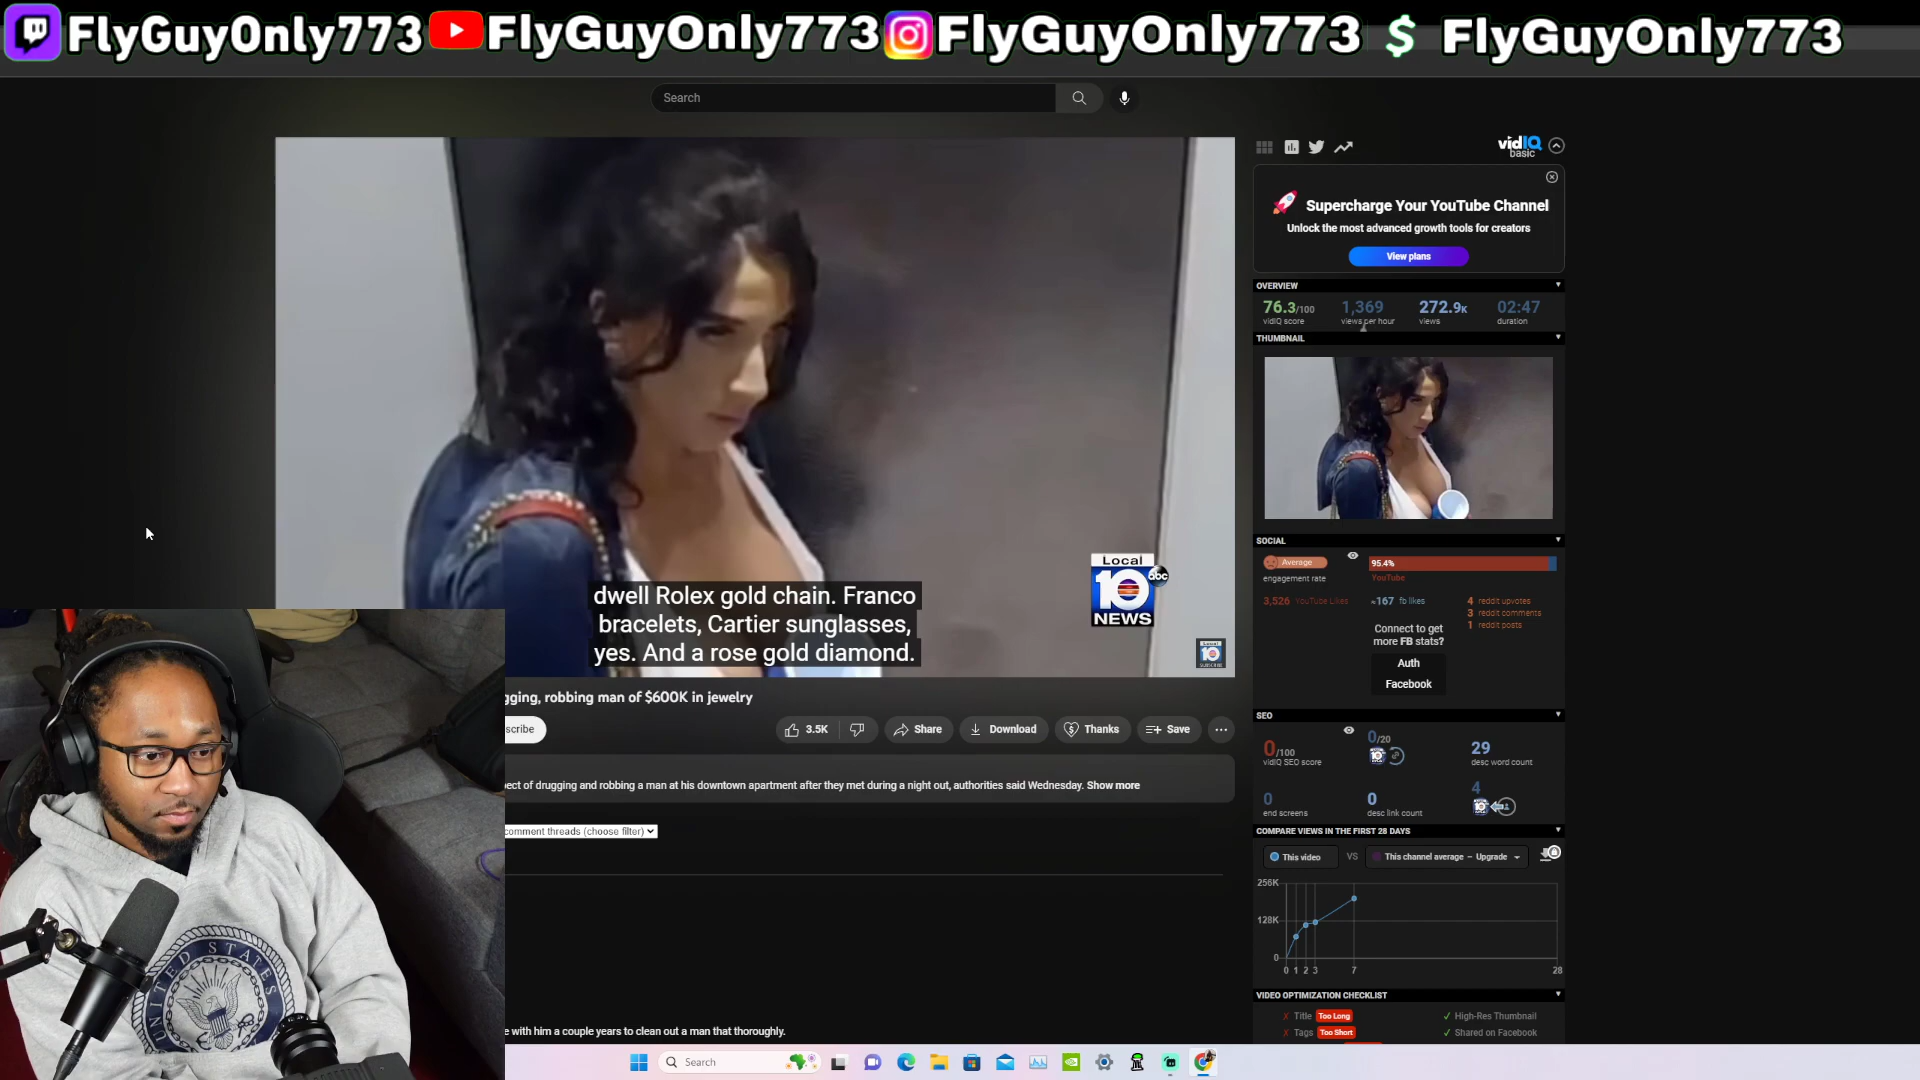 FlyGuyOnly773 FlyGuyOnly773 FlyGuyOnly773 $ FlyGuyOnly773
Search
vidIQ
basic
Supercharge Your YouTube Channel
Unlock the most advanced growth tools for creators
View plans
OVERVIEW
76.3/100 1,369 272.9K 02:47
vidIQ score views per hour views duration
THUMBNAIL
Local
10 abc
NEWS
dwell Rolex gold chain. Franco
bracelets, Cartier sunglasses,
yes. And a rose gold diamond.
SOCIAL
Average 95.4%
engagement rate YouTube
3,526 YouTube Likes ≈167 fb likes 4 reddit upvotes
3 reddit comments
1 reddit posts
Connect to get
more FB stats?
Auth
Facebook
gging, robbing man of $600K in jewelry
scribe 3.5K Share Download Thanks Save ...
SEO
0/100 0/20 29
vidIQ SEO score desc word count
0 0 4
end screens desc link count
pect of drugging and robbing a man at his downtown apartment after they met during a night out, authorities said Wednesday. Show more
comment threads (choose filter)
COMPARE VIEWS IN THE FIRST 28 DAYS
This video VS This channel average – Upgrade
256K
128K
0
0 1 2 3 7 28
VIDEO OPTIMIZATION CHECKLIST
X Title Too Long ✓ High-Res Thumbnail
X Tags Too Short ✓ Shared on Facebook
e with him a couple years to clean out a man that thoroughly.
UNITED STATES
Search